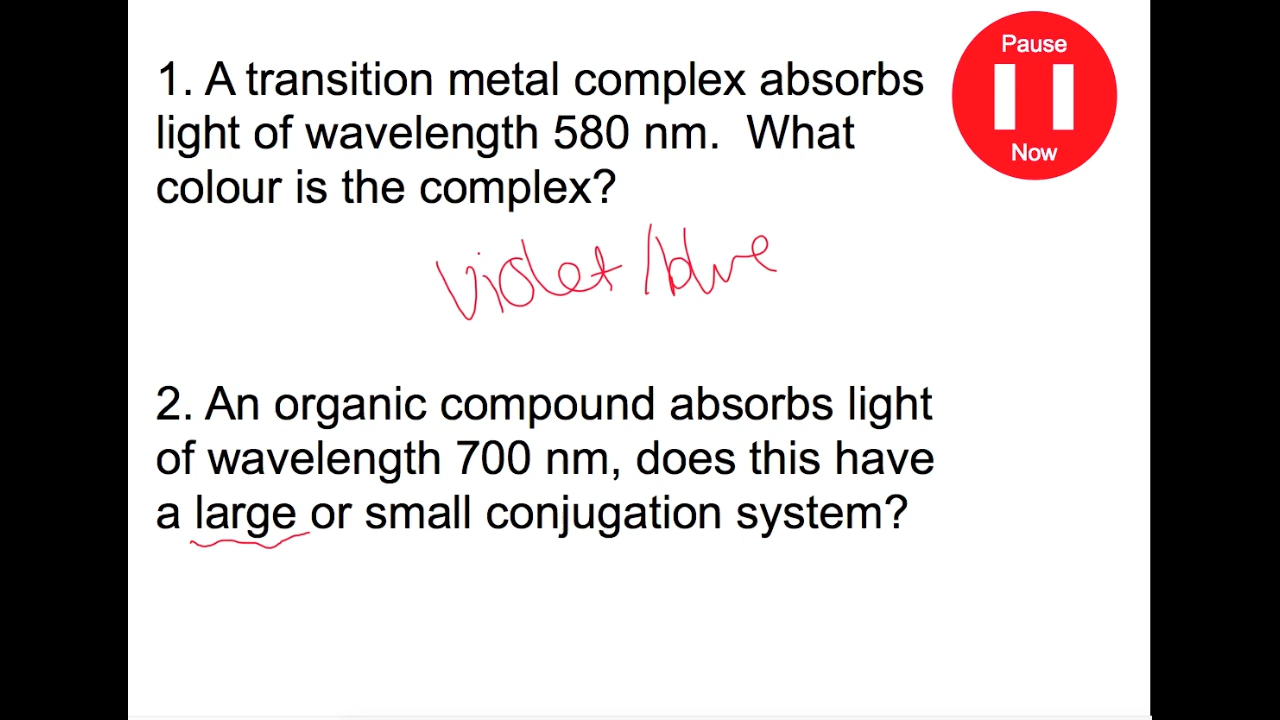 Pause
Now
1. A transition metal complex absorbs
light of wavelength 580 nm. What
colour is the complex?
violet/blue
2. An organic compound absorbs light
of wavelength 700 nm, does this have
a large or small conjugation system?